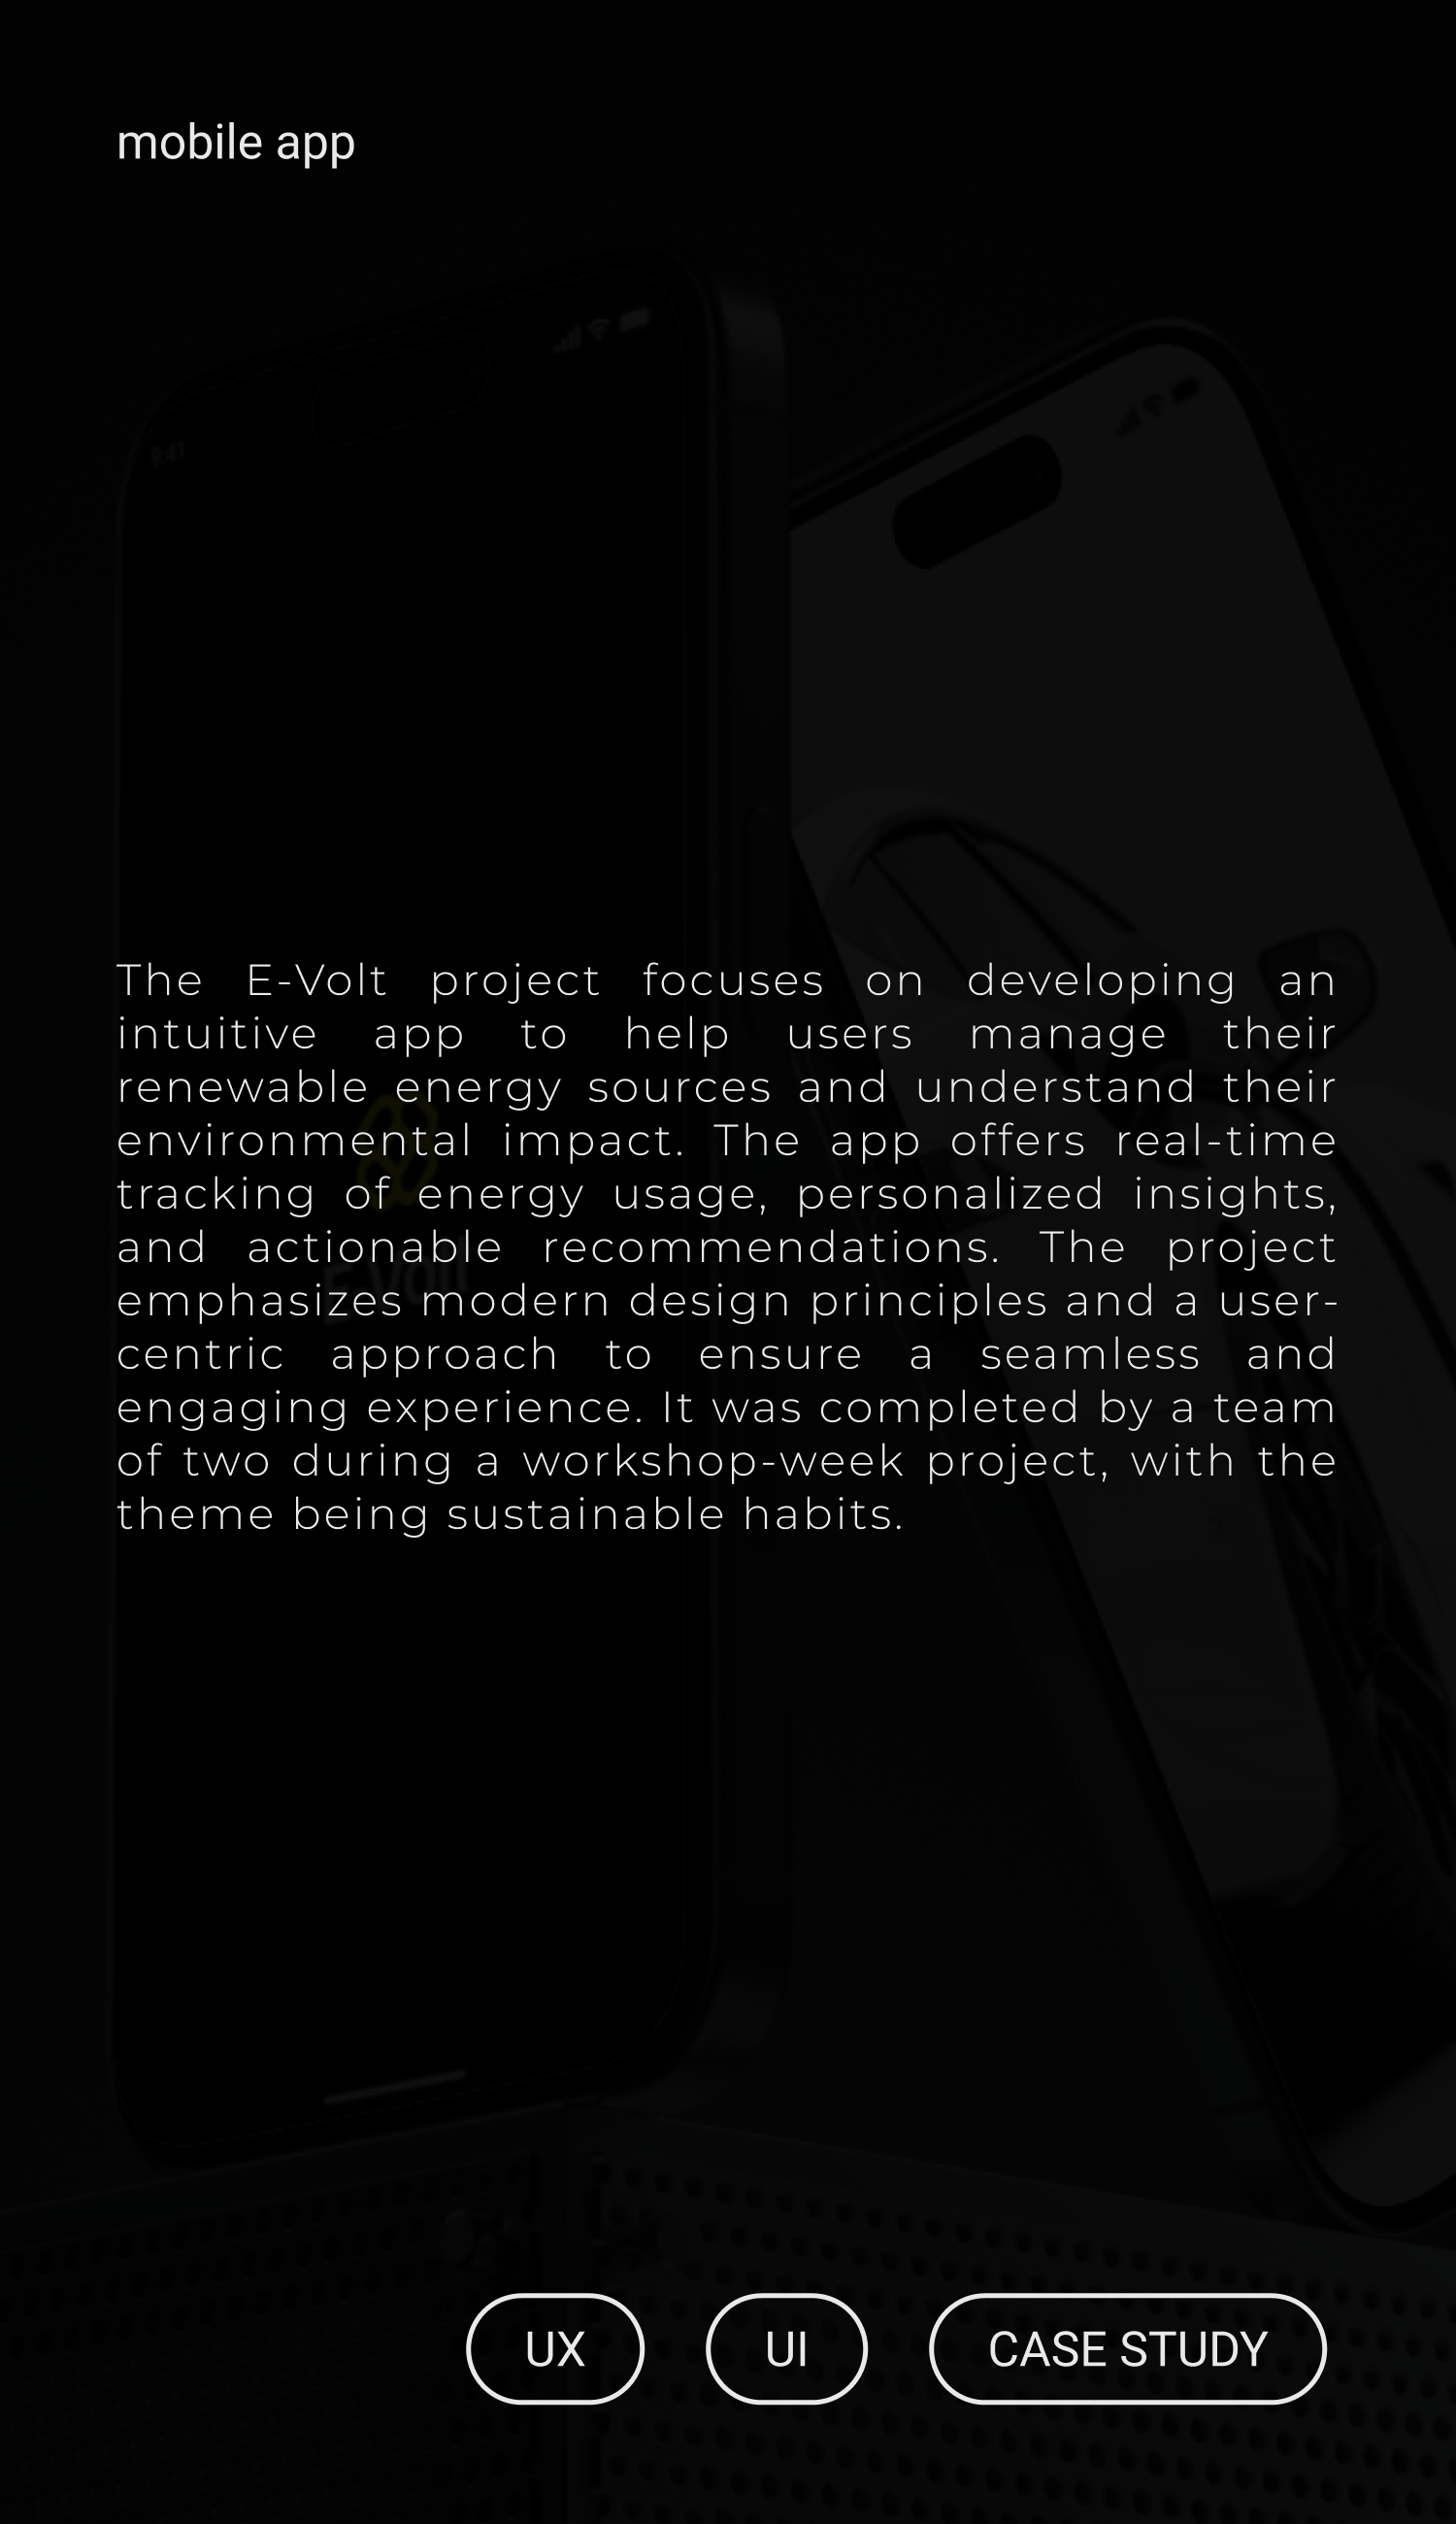 mobile app
9:41
The E-Volt project focuses on developing an
intuitive app to help users manage their
renewable energy sources and understand their
environmental impact. The app offers real-time
tracking of energy usage, personalized insights,
and actionable recommendations. The project
E-Volt
emphasizes modern design principles and a user-
centric approach to ensure a seamless and
engaging experience. It was completed by a team
of two during a workshop-week project, with the
theme being sustainable habits.
UX
UI
CASE STUDY